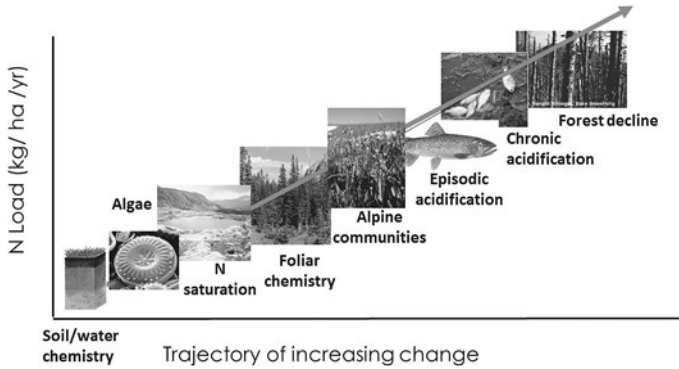 N Load (kg/ ha /yr)
Soil/water
chemistry
Algae
N
saturation
Foliar
chemistry
Alpine
communities
Episodic
acidification
Chronic
acidification
Forest decline
Trajectory of increasing change